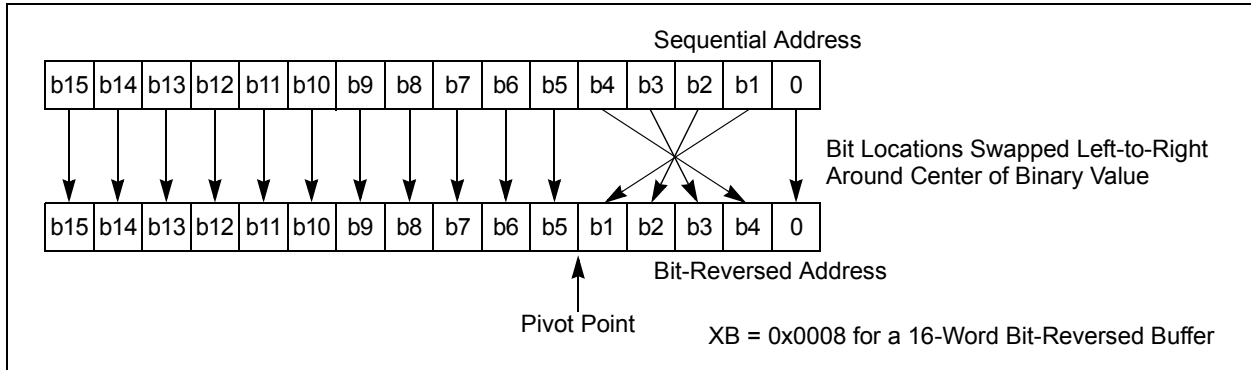 Sequential Address
b15 b14 b13 b12 b11 b10 b9 b8 b7 b6 b5 b4 b3 b2 b1 0
Bit Locations Swapped Left-to-Right
Around Center of Binary Value
b15 b14 b13 b12 b11 b10 b9 b8 b7 b6 b5 b1 b2 b3 b4 0
Bit-Reversed Address
Pivot Point
XB = 0x0008 for a 16-Word Bit-Reversed Buffer